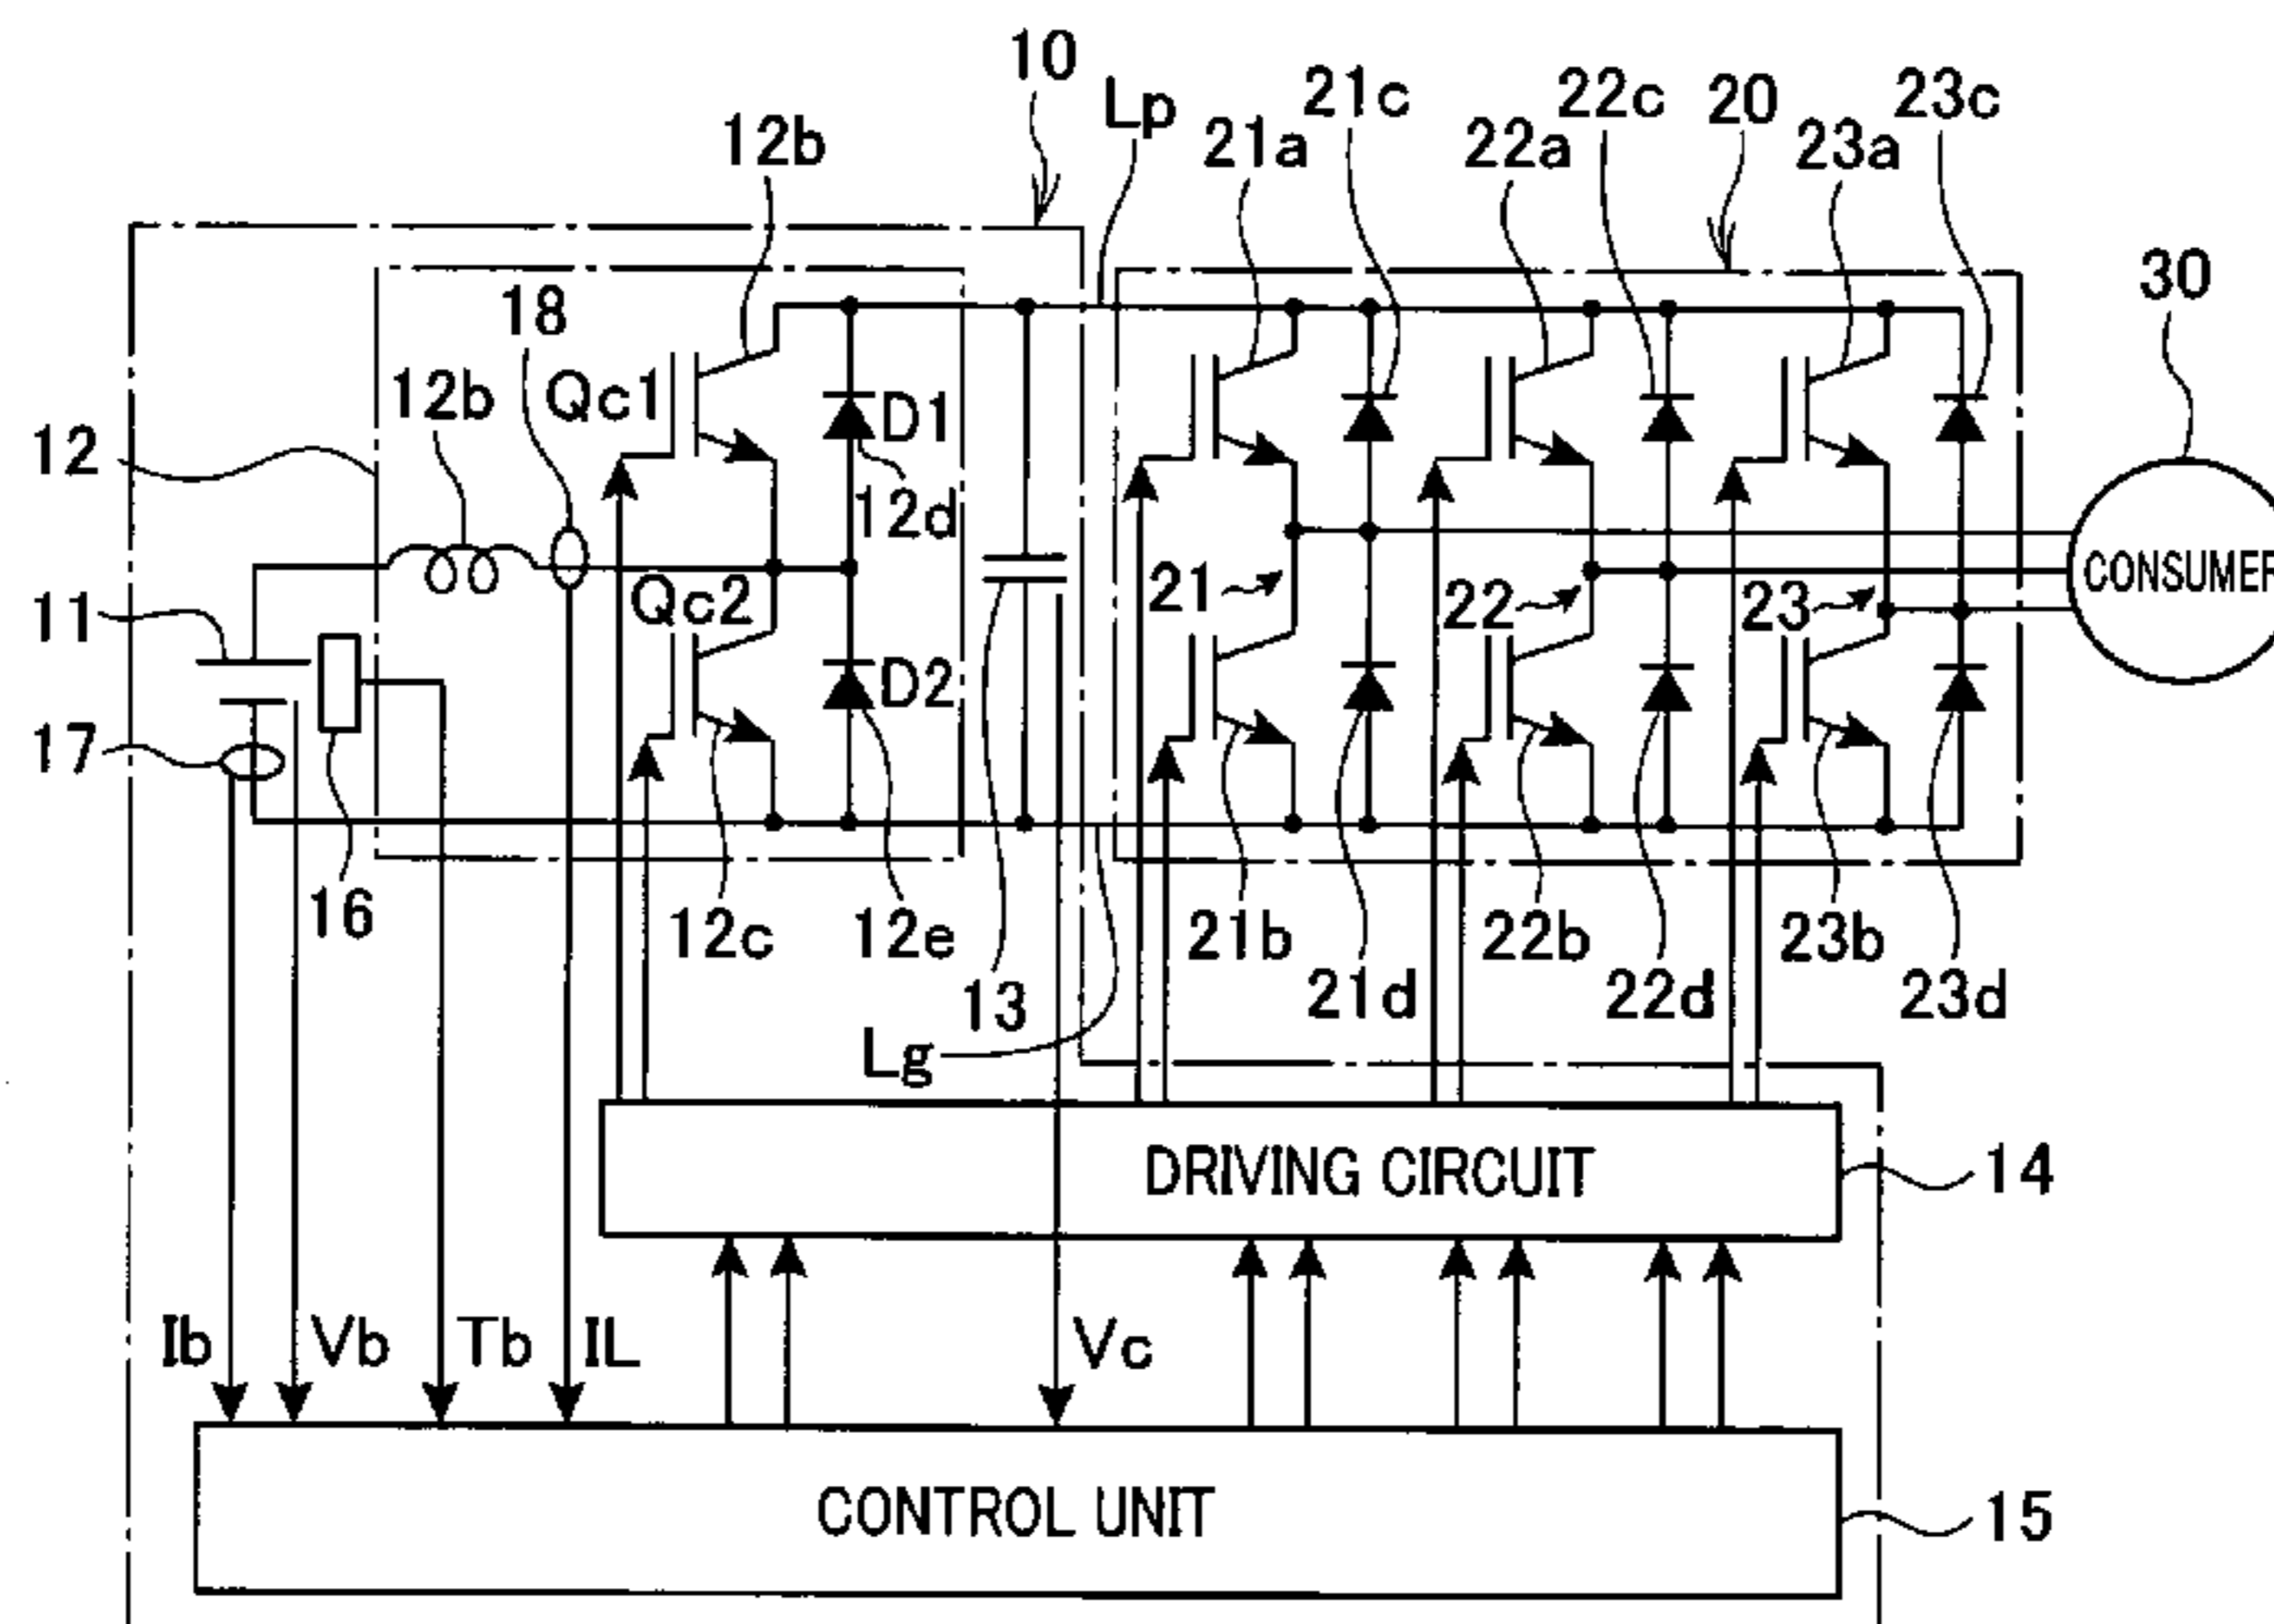 10
Lp
21c
22c
20
23c
12b
21a
22a
23a
18
30
12b
Qc1
D1
12
12d
11
Qc2
21
22
23
CONSUMER
D2
17
16
12c
12e
13
21b
21d
22b
22d
23b
23d
Lg
DRIVING CIRCUIT
14
Ib
Vb
Tb
IL
Vc
CONTROL UNIT
15